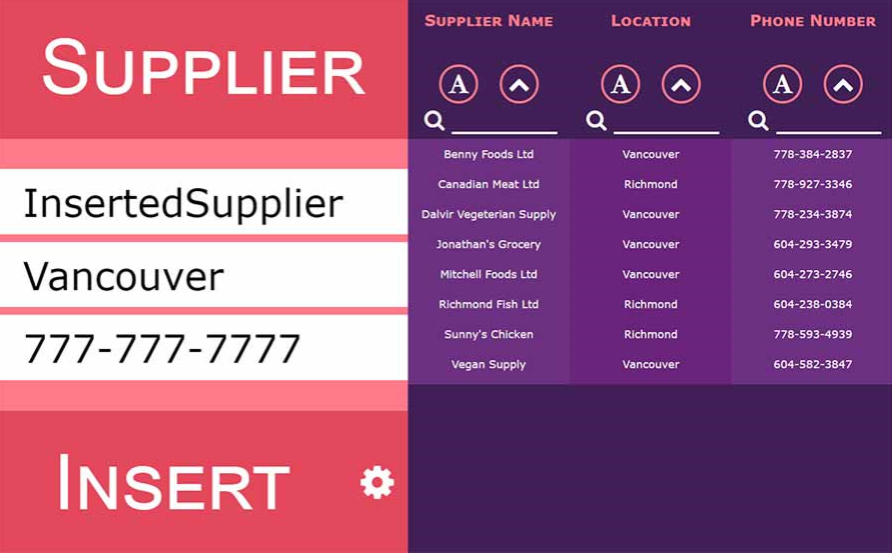 SUPPLIER
InsertedSupplier
Vancouver
777-777-7777
INSERT
SUPPLIER NAME LOCATION PHONE NUMBER
A A A
Benny Foods Ltd Vancouver 778-384-2837
Canadian Meat Ltd Richmond 778-927-3346
Dalvir Vegeterian Supply Vancouver 778-234-3874
Jonathan's Grocery Vancouver 604-293-3479
Mitchell Foods Ltd Vancouver 604-273-2746
Richmond Fish Ltd Richmond 604-238-0384
Sunny's Chicken Richmond 778-593-4939
Vegan Supply Vancouver 604-582-3847